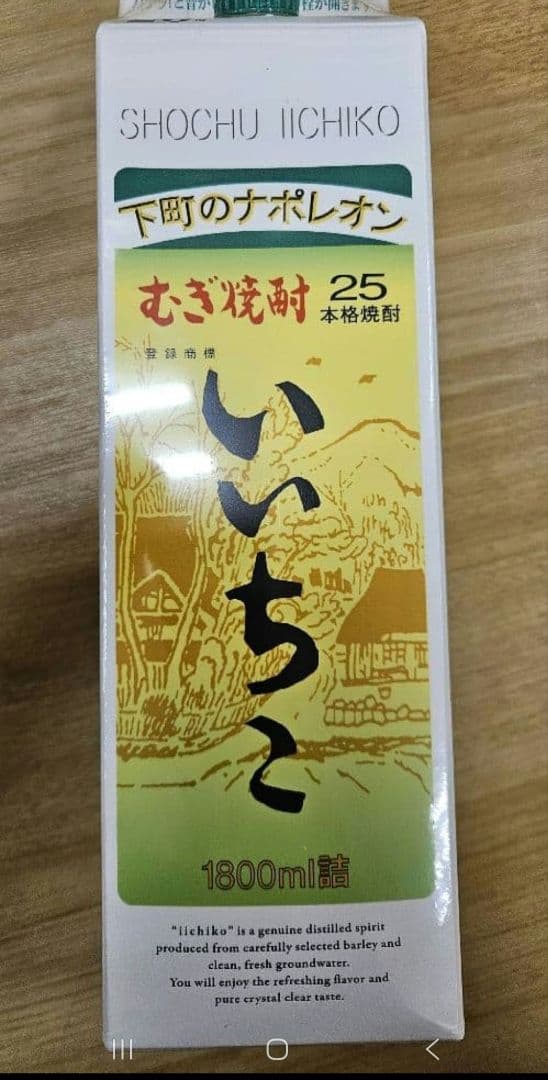 SHOCHU IICHIKO
下町のナポレオン
むぎ焼酎
25
本格焼酎
登録商標
いいちこ
1800ml詰
"iichiko" is a genuine distilled spirit
produced from carefully selected barley and
clean, fresh groundwater.
You will enjoy the refreshing flavor and
pure crystal clear taste.